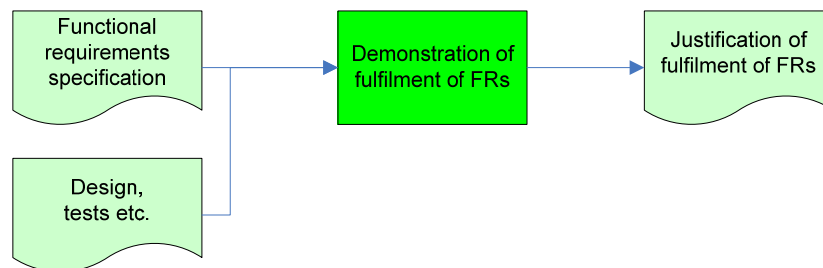 Functional
requirements
specification
Demonstration of
fulfilment of FRs
Justification of
fulfilment of FRs
Design,
tests etc.